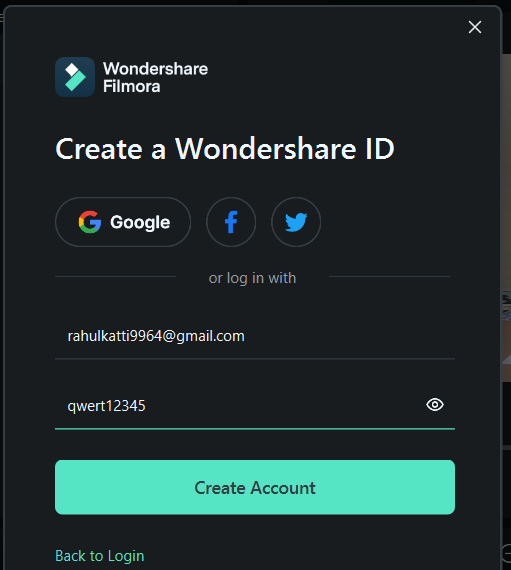 Wondershare
Filmora
Create a Wondershare ID
Google
or log in with
rahulkatti9964@gmail.com
qwert12345
Create Account
Back to Login